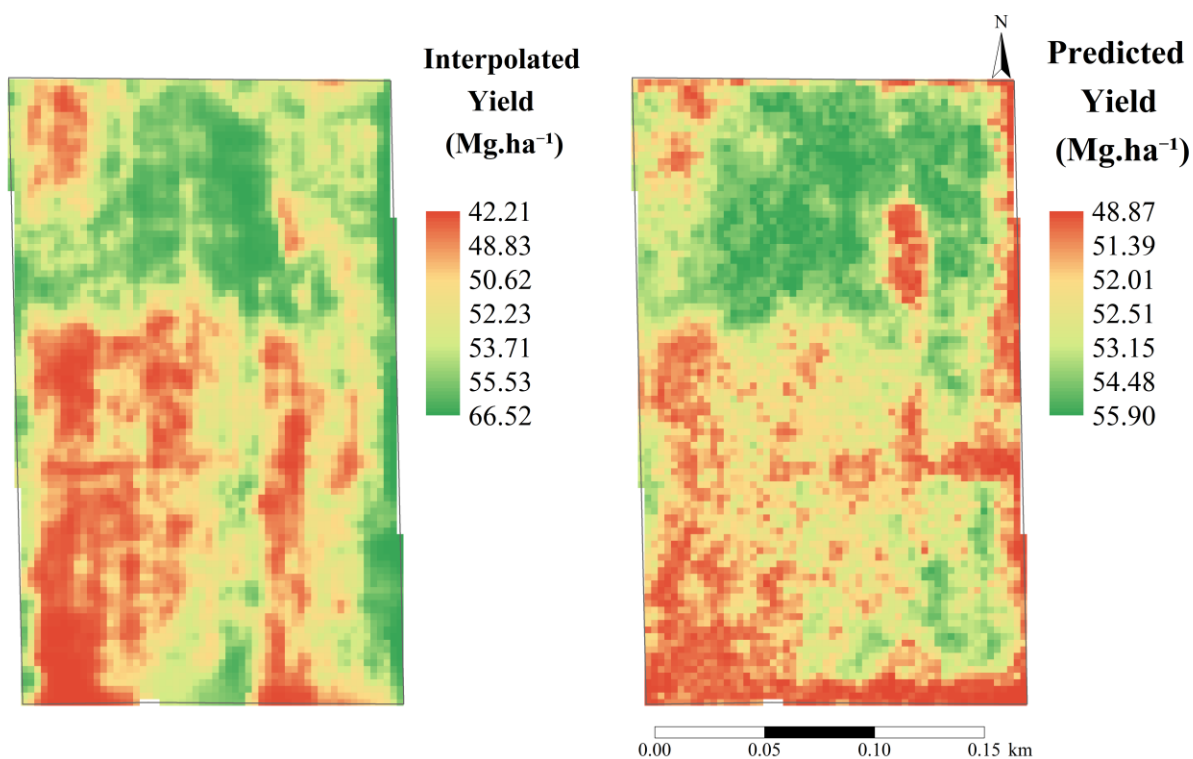 Interpolated
Yield
(Mg.ha⁻¹)
42.21
48.83
50.62
52.23
53.71
55.53
66.52
N
Predicted
Yield
(Mg.ha⁻¹)
48.87
51.39
52.01
52.51
53.15
54.48
55.90
0.00 0.05 0.10 0.15 km